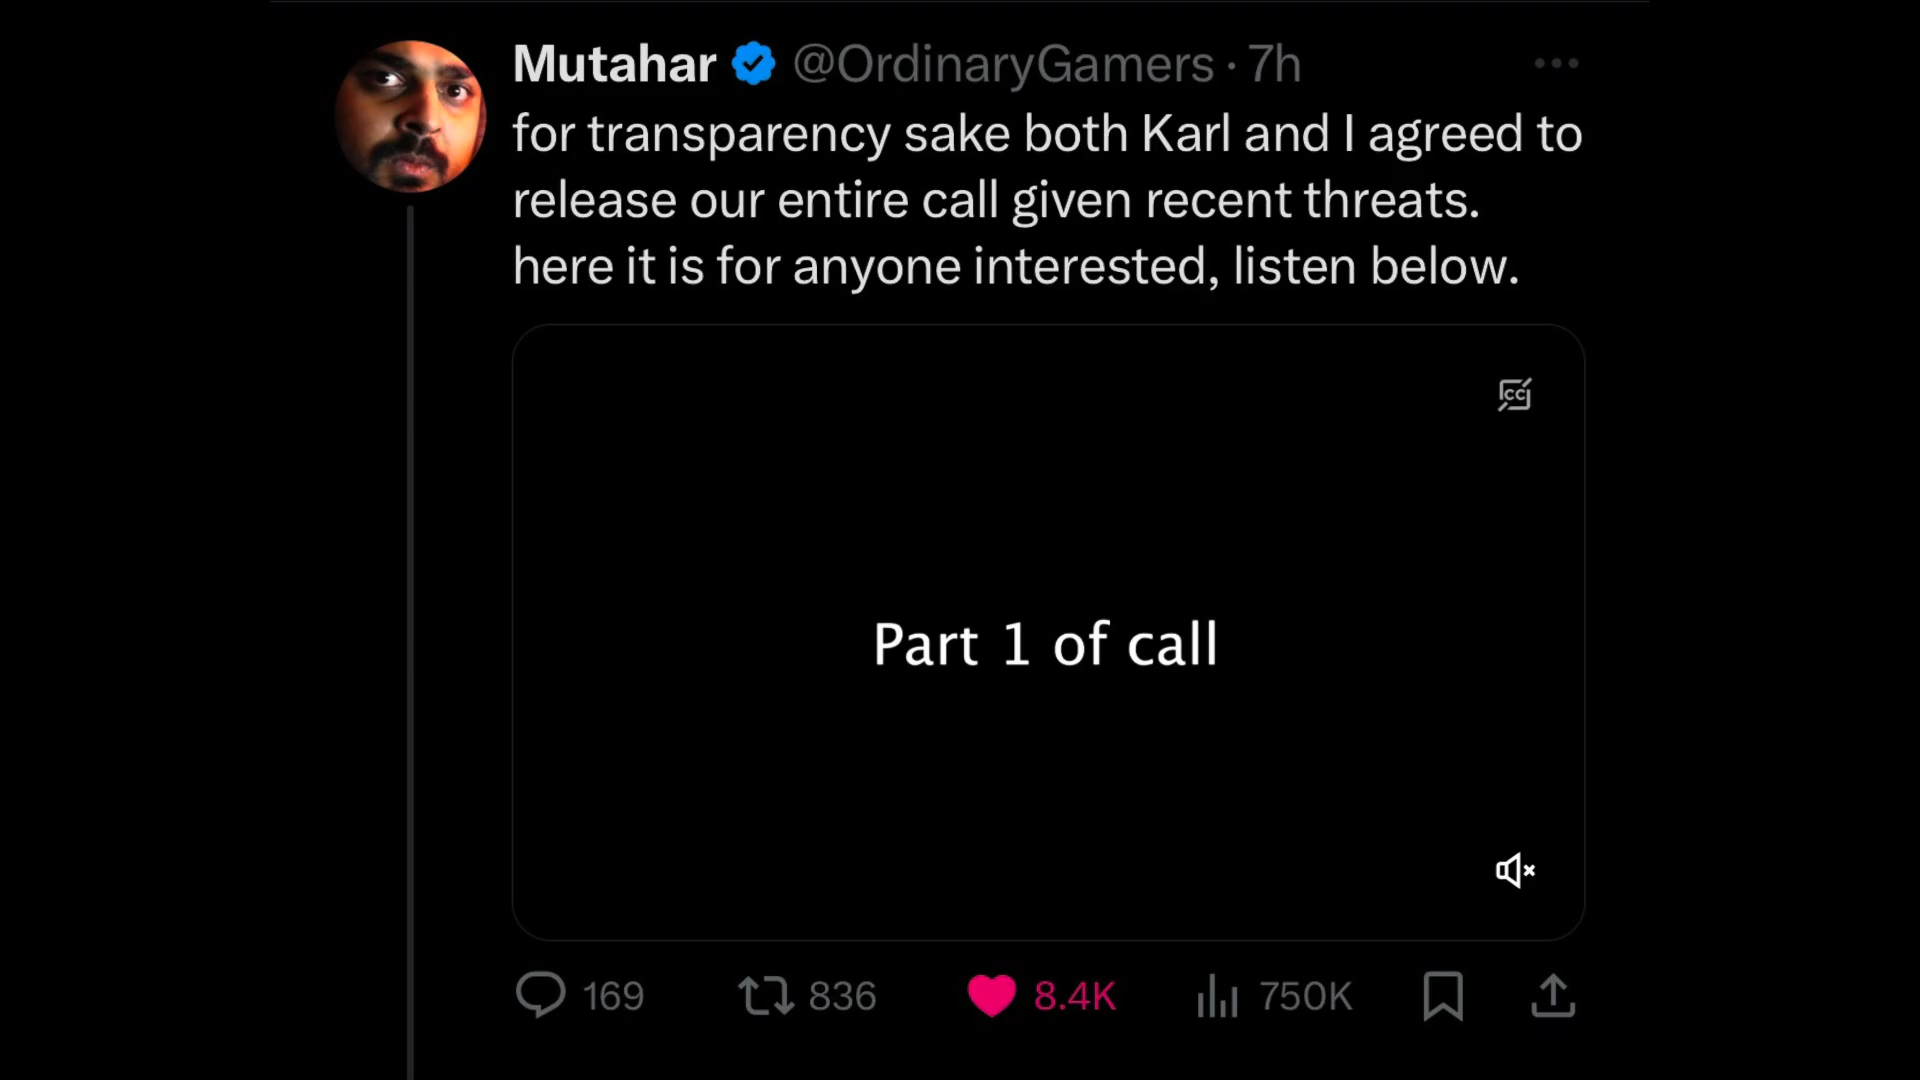 Mutahar @OrdinaryGamers · 7h
for transparency sake both Karl and I agreed to
release our entire call given recent threats.
here it is for anyone interested, listen below.
CC
Part 1 of call
169 836 8.4K 750K